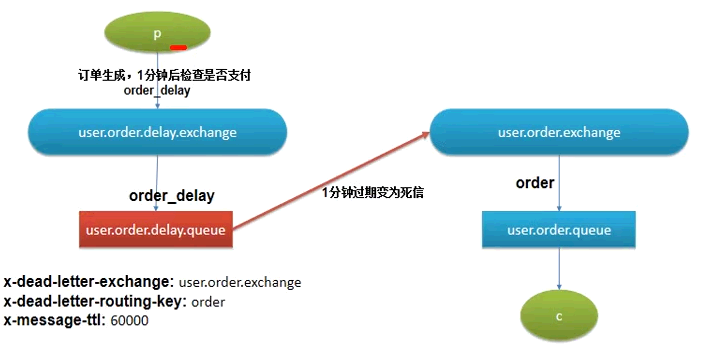 p
订单生成，1分钟后检查是否支付
order_delay
user.order.delay.exchange
user.order.exchange
order_delay
1分钟过期变为死信
order
user.order.delay.queue
user.order.queue
x-dead-letter-exchange: user.order.exchange
x-dead-letter-routing-key: order
x-message-ttl: 60000
c